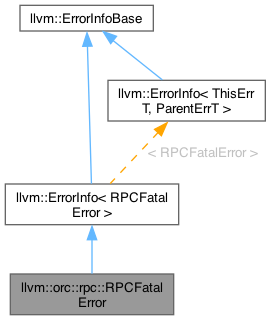 llvm::ErrorInfoBase
llvm::ErrorInfo< ThisErr
T, ParentErrT >
< RPCFatalError >
llvm::ErrorInfo< RPCFatal
Error >
llvm::orc::rpc::RPCFatal
Error